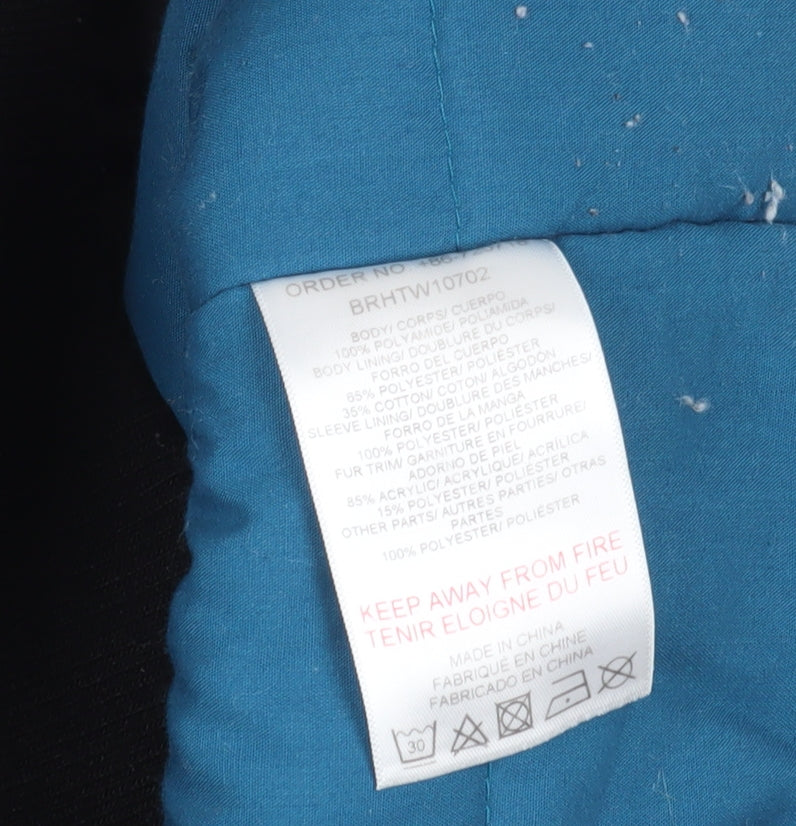 ORDER NO
BRHTW10702
BODY/ CORPS/ CUERPO
100% POLYAMIDE/ POLIAMIDA
BODY LINING/ DOUBLURE DU CORPS/
FORRO DEL CUERPO
65% POLYESTER/ POLIÉSTER
35% COTTON/ COTON/ ALGODÓN
SLEEVE LINING/ DOUBLURE DES MANCHES/
FORRO DE LA MANGA
100% POLYESTER/ POLIÉSTER
FUR TRIM/ GARNITURE EN FOURRURE/
ADORNO DE PIEL
85% ACRYLIC/ ACRYLIQUE/ ACRÍLICA
15% POLYESTER/ POLIÉSTER
OTHER PARTS/ AUTRES PARTIES/ OTRAS
PARTES
100% POLYESTER/ POLIÉSTER
KEEP AWAY FROM FIRE
TENIR ELOIGNE DU FEU
MADE IN CHINA
FABRIQUÉ EN CHINE
FABRICADO EN CHINA
30